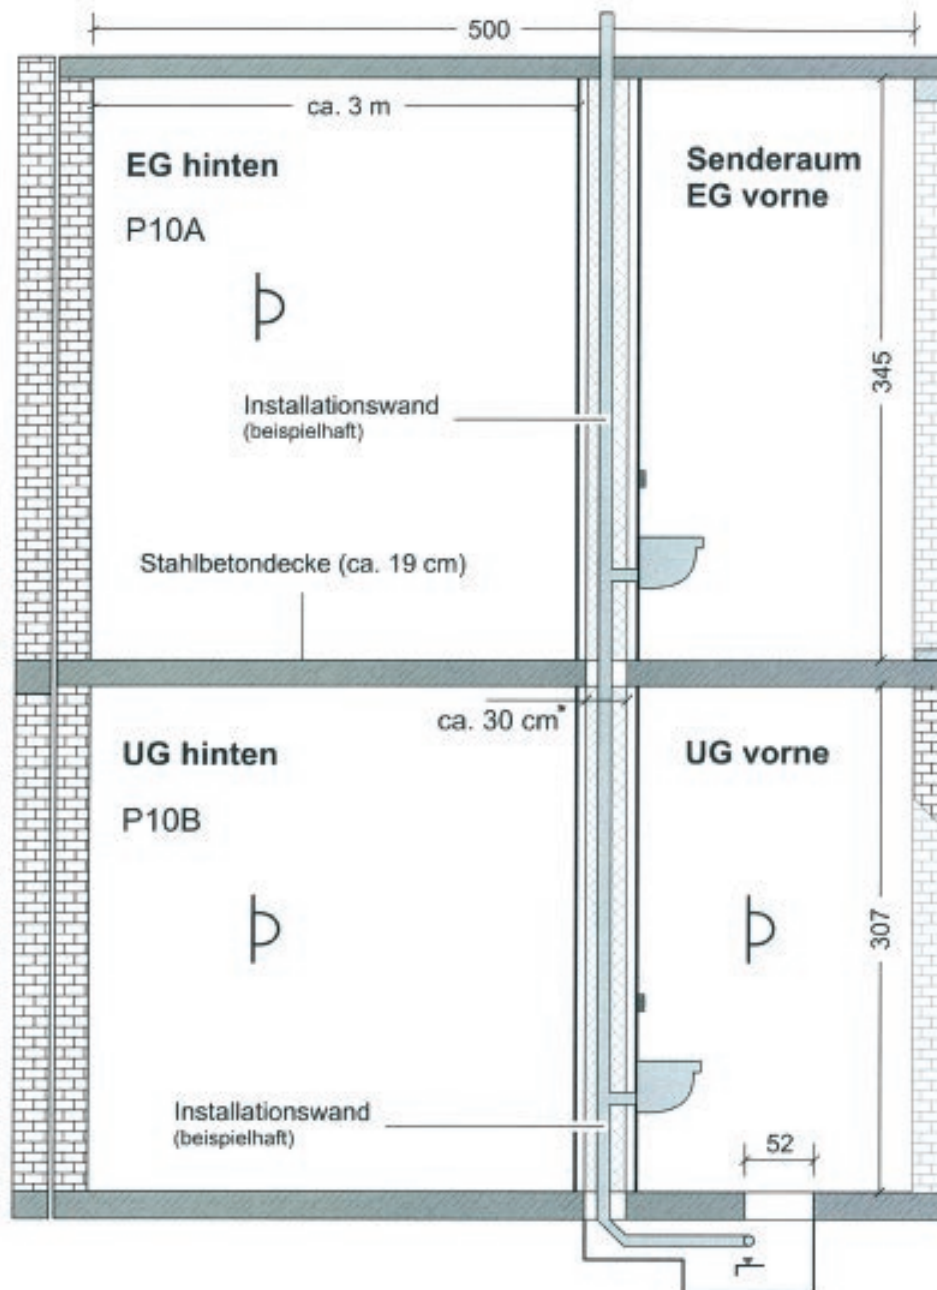 500
ca. 3 m
EG hinten
P10A
Senderaum
EG vorne
345
Installationswand
(beispielhaft)
Stahlbetondecke (ca. 19 cm)
ca. 30 cm*
UG hinten
P10B
UG vorne
307
Installationswand
(beispielhaft)
52